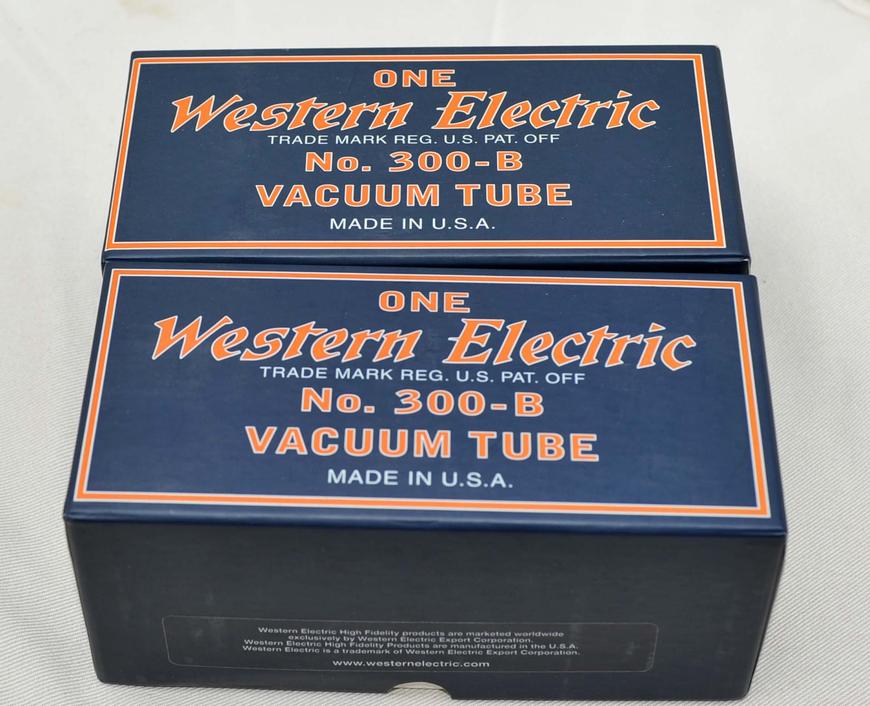 ONE
Western Electric
TRADE MARK REG. U.S. PAT. OFF
No. 300-B
VACUUM TUBE
MADE IN U.S.A.
ONE
Western Electric
TRADE MARK REG. U.S. PAT. OFF
No. 300-B
VACUUM TUBE
MADE IN U.S.A.
Western Electric High Fidelity products are marketed worldwide
exclusively by Western Electric Export Corporation.
Western Electric High Fidelity Products are manufactured in the U.S.A.
Western Electric is a trademark of Western Electric Export Corporation.
www.westernelectric.com